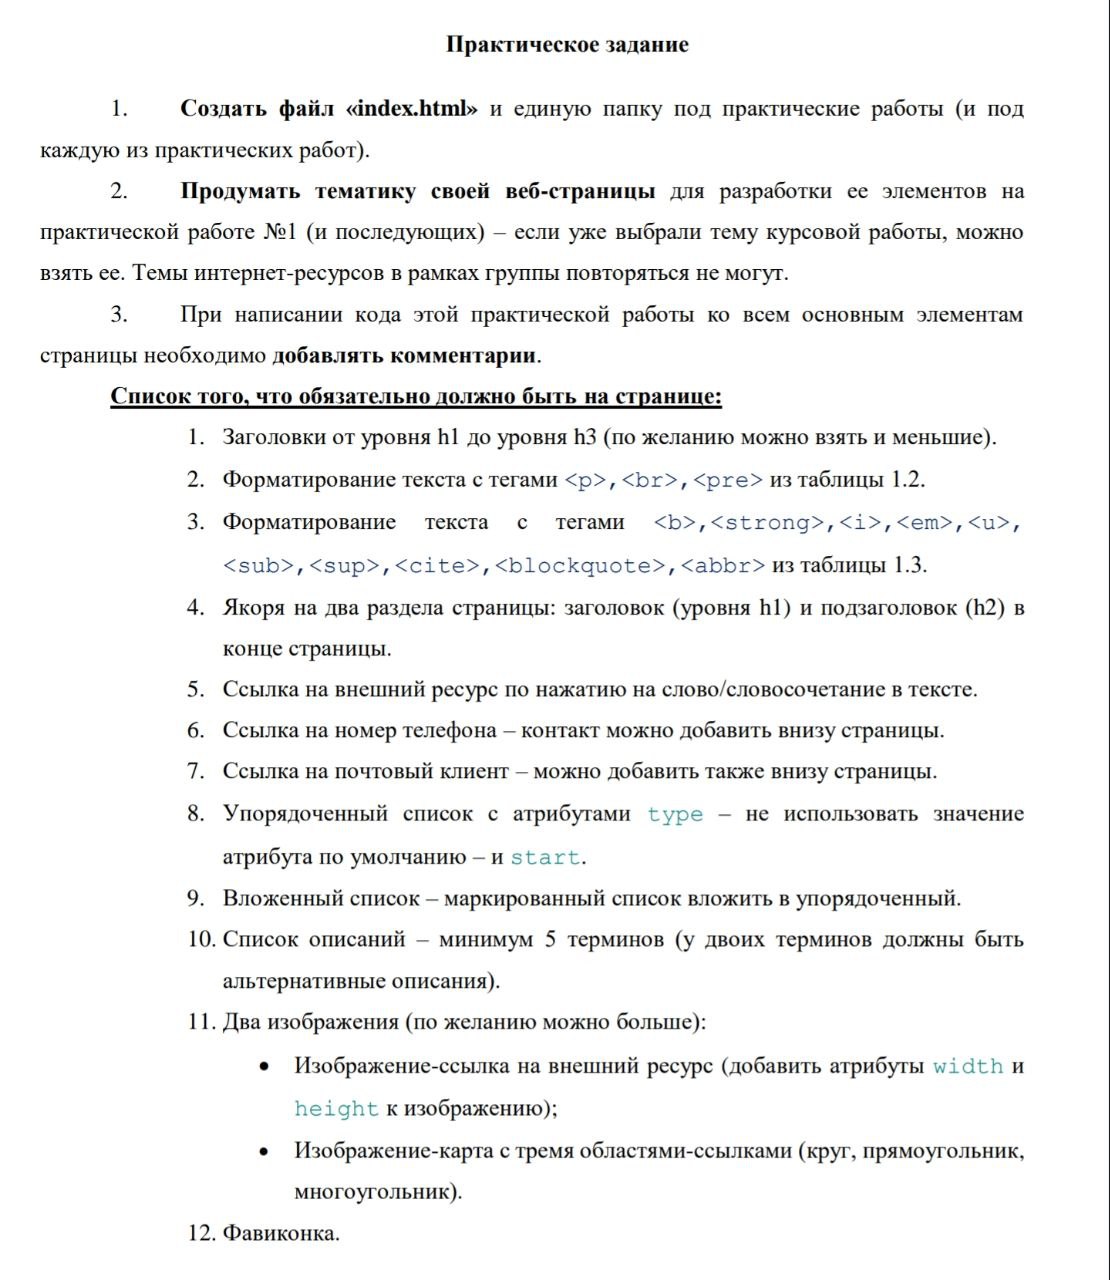 Практическое задание
1. Создать файл «index.html» и единую папку под практические работы (и под
каждую из практических работ).
2. Продумать тематику своей веб-страницы для разработки ее элементов на
практической работе №1 (и последующих) – если уже выбрали тему курсовой работы, можно
взять ее. Темы интернет-ресурсов в рамках группы повторяться не могут.
3. При написании кода этой практической работы ко всем основным элементам
страницы необходимо добавлять комментарии.
Список того, что обязательно должно быть на странице:
1. Заголовки от уровня h1 до уровня h3 (по желанию можно взять и меньшие).
2. Форматирование текста с тегами <p>,<br>,<pre> из таблицы 1.2.
3. Форматирование текста с тегами <b>,<strong>,<i>,<em>,<u>,
<sub>,<sup>,<cite>,<blockquote>,<abbr> из таблицы 1.3.
4. Якоря на два раздела страницы: заголовок (уровня h1) и подзаголовок (h2) в
конце страницы.
5. Ссылка на внешний ресурс по нажатию на слово/словосочетание в тексте.
6. Ссылка на номер телефона – контакт можно добавить внизу страницы.
7. Ссылка на почтовый клиент – можно добавить также внизу страницы.
8. Упорядоченный список с атрибутами type – не использовать значение
атрибута по умолчанию – и start.
9. Вложенный список – маркированный список вложить в упорядоченный.
10. Список описаний – минимум 5 терминов (у двоих терминов должны быть
альтернативные описания).
11. Два изображения (по желанию можно больше):
• Изображение-ссылка на внешний ресурс (добавить атрибуты width и
height к изображению);
• Изображение-карта с тремя областями-ссылками (круг, прямоугольник,
многоугольник).
12. Фавиконка.